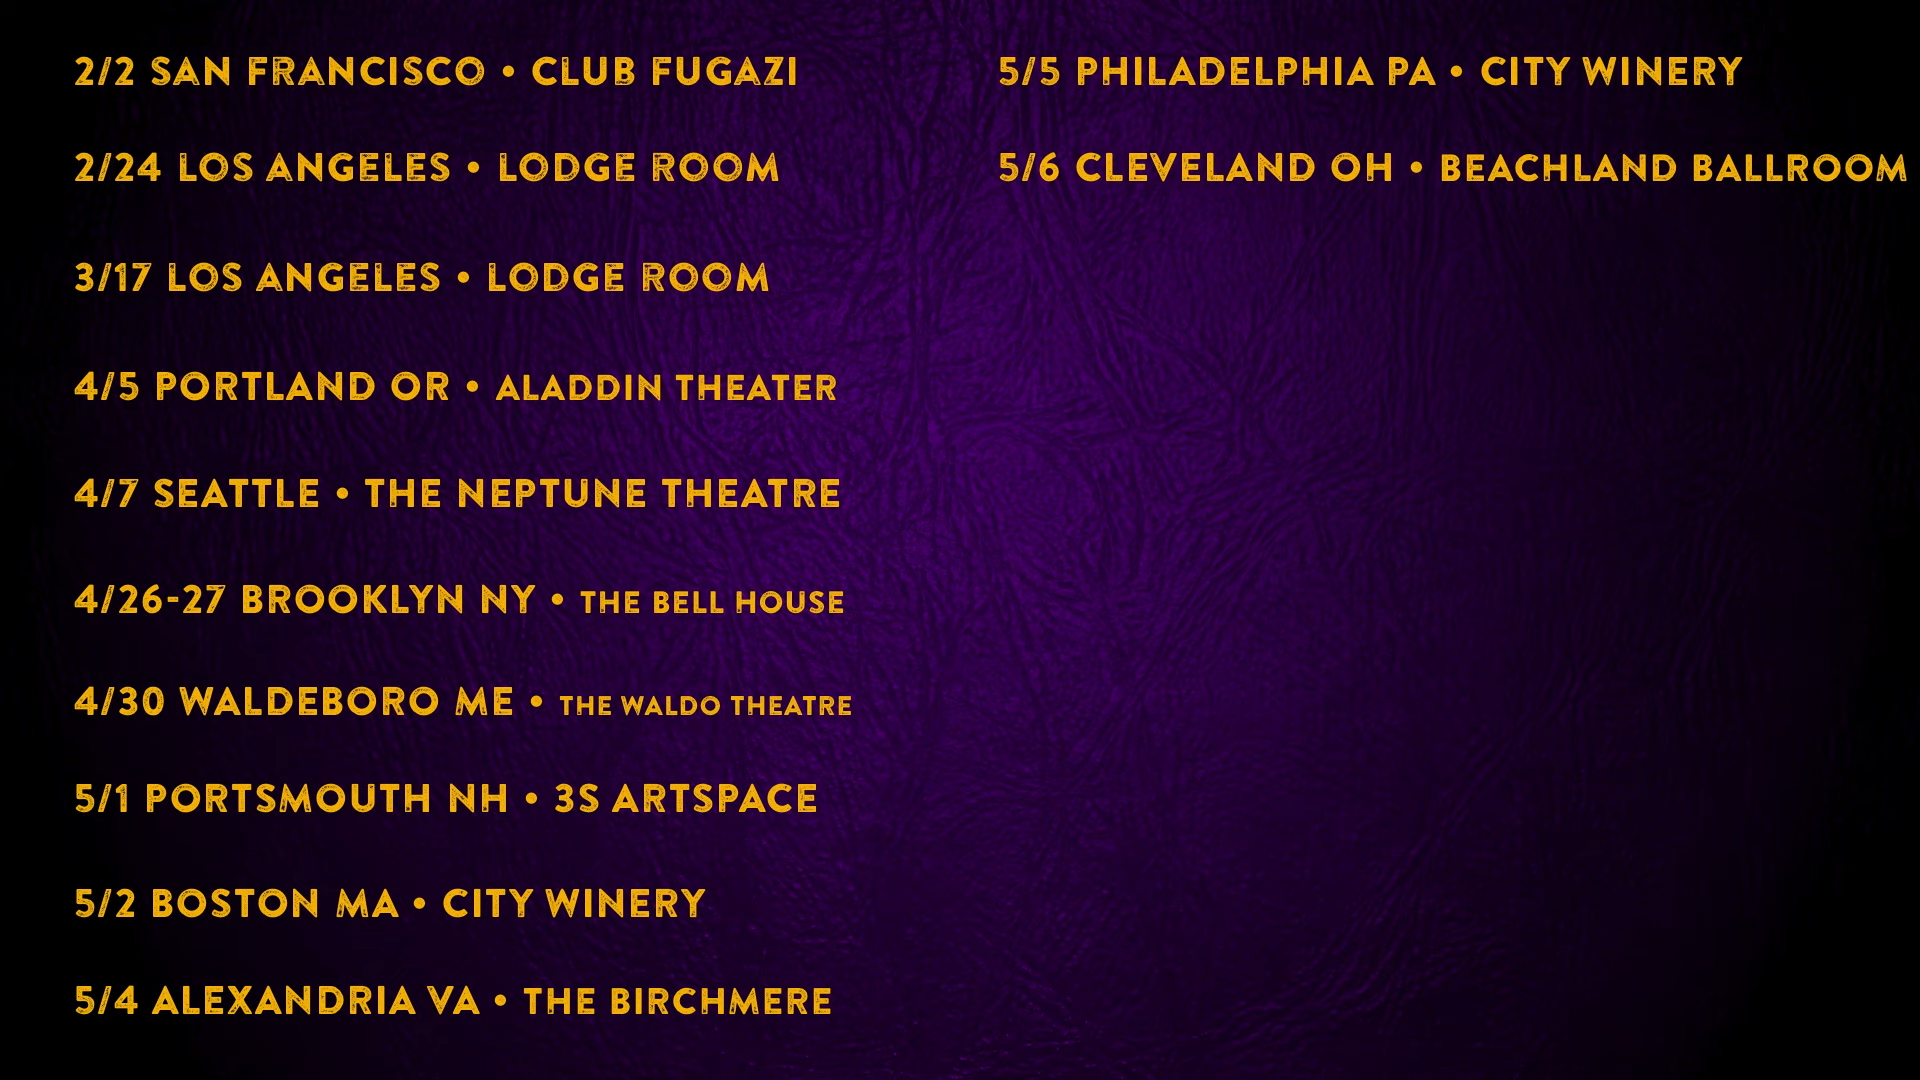 2/2 SAN FRANCISCO • CLUB FUGAZI
2/24 LOS ANGELES • LODGE ROOM
3/17 LOS ANGELES • LODGE ROOM
4/5 PORTLAND OR • ALADDIN THEATER
4/7 SEATTLE • THE NEPTUNE THEATRE
4/26-27 BROOKLYN NY • THE BELL HOUSE
4/30 WALDEBORO ME • THE WALDO THEATRE
5/1 PORTSMOUTH NH • 3S ARTSPACE
5/2 BOSTON MA • CITY WINERY
5/4 ALEXANDRIA VA • THE BIRCHMERE
5/5 PHILADELPHIA PA • CITY WINERY
5/6 CLEVELAND OH • BEACHLAND BALLROOM